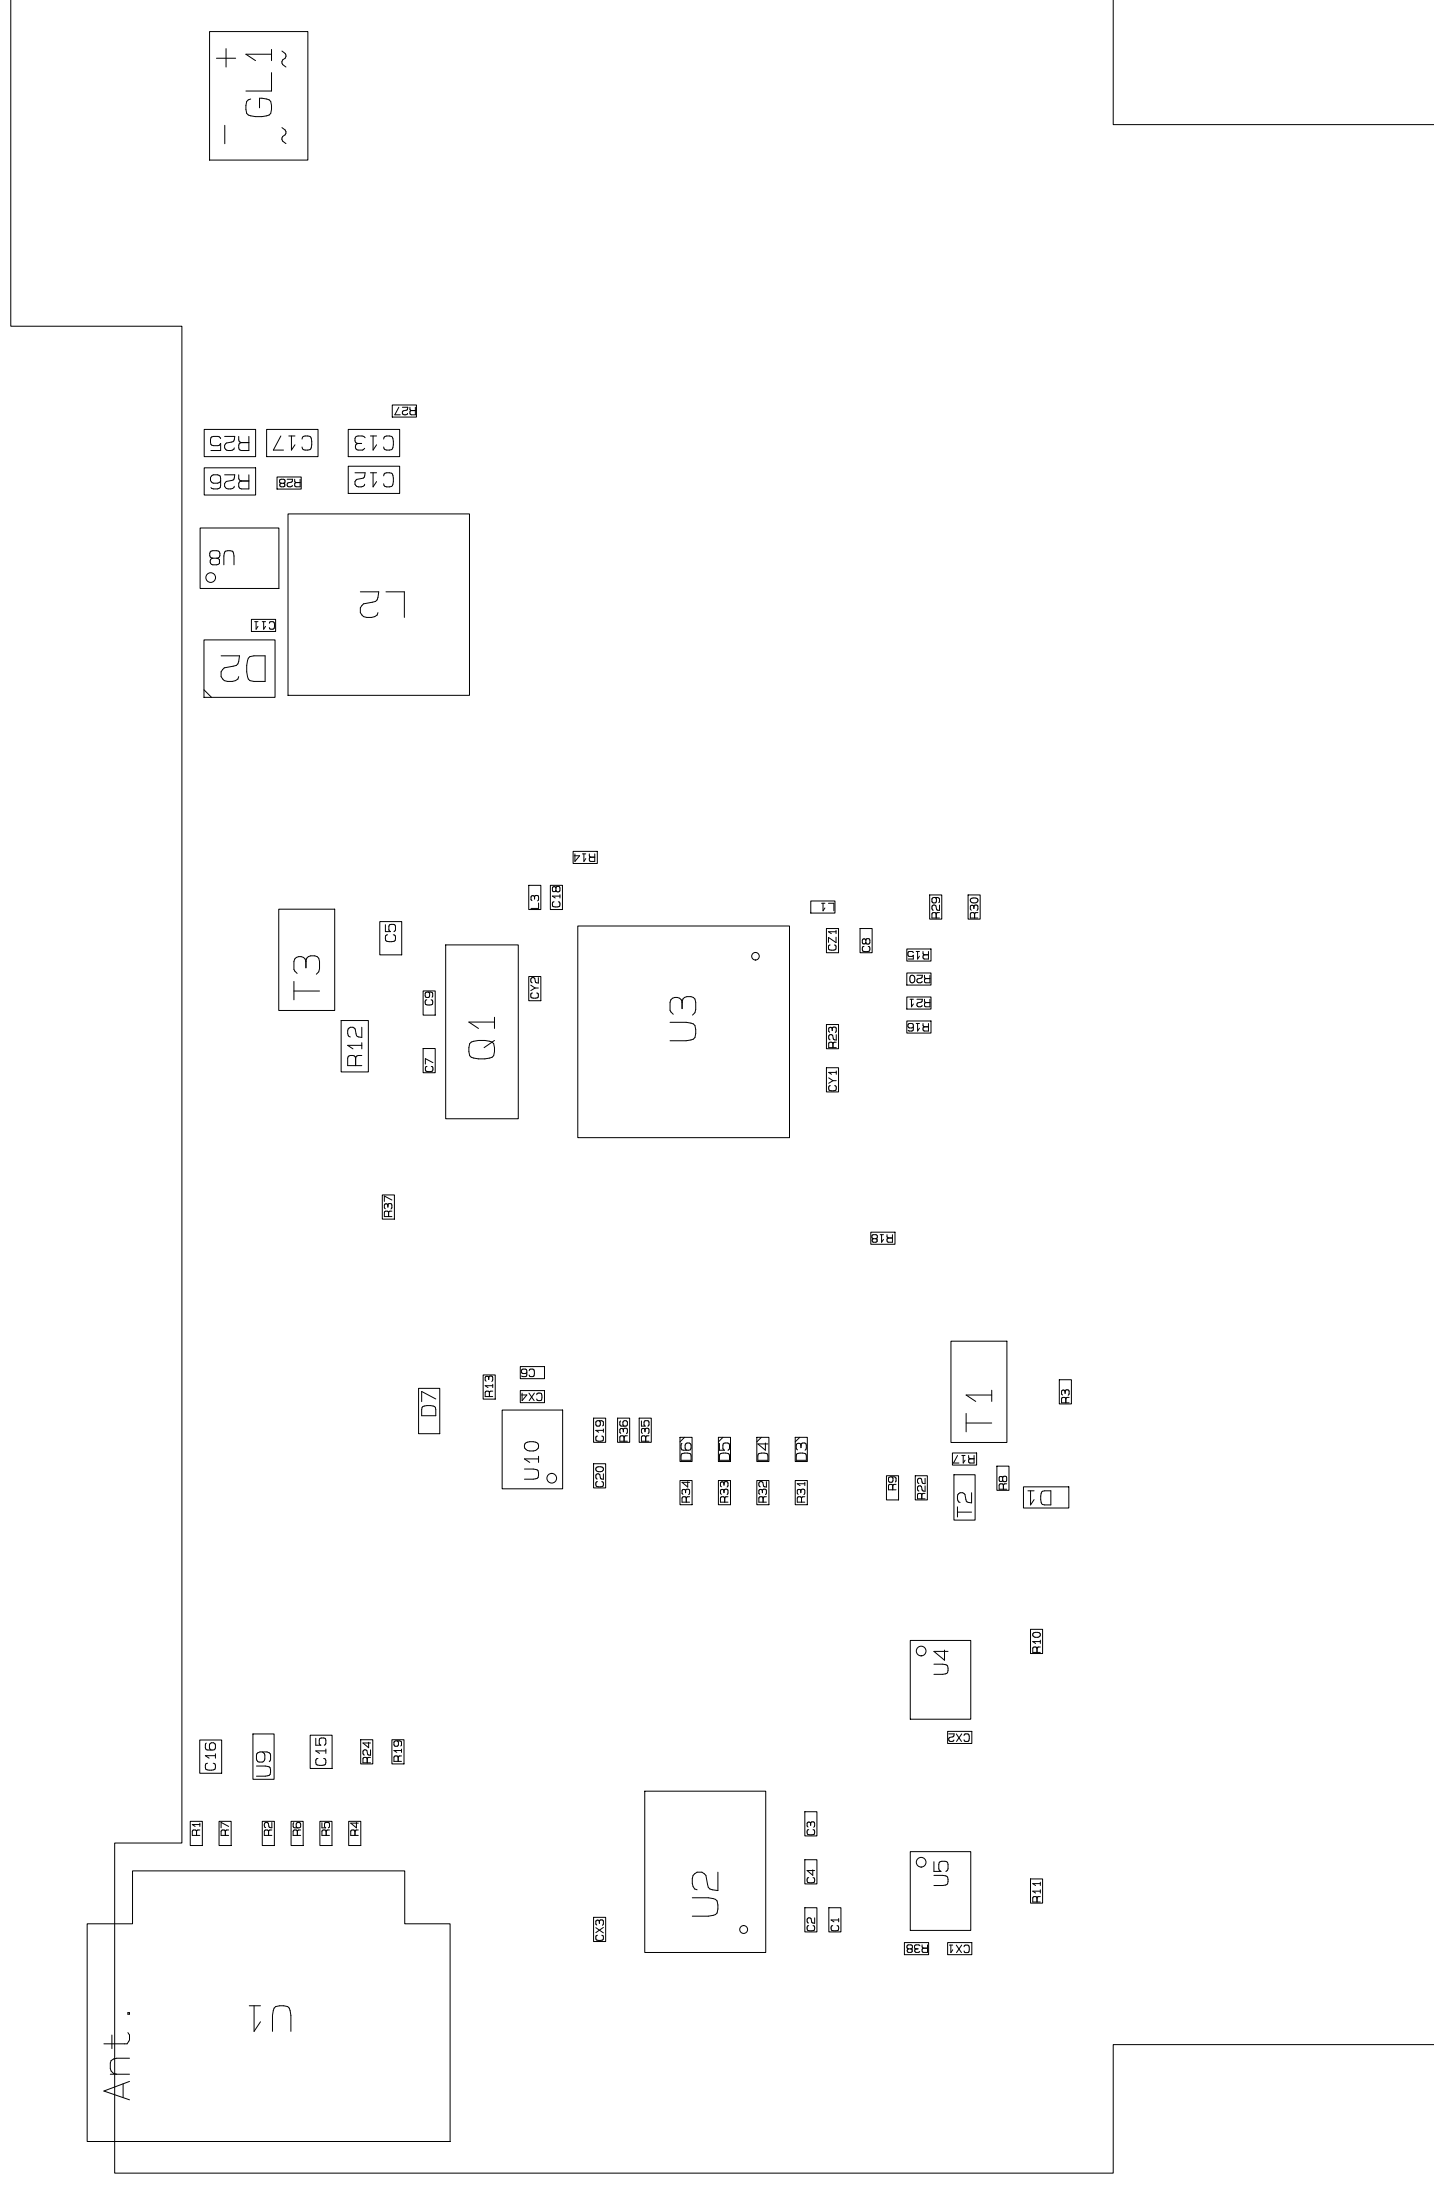 +
GL1
~
−
~
R27
R25
C17
C13
R26
R28
C12
U8
L2
C11
D2
R14
L3
C18
L1
R29
R30
T3
C5
CZ1
C8
R15
CY2
R20
C9
R21
U3
R12
Q1
R23
R16
C7
CY1
R37
R18
R13
C6
CX4
D7
T1
R3
U10
C19
R36
R35
D6
D5
D4
D3
R17
C20
R34
R33
R32
R31
R9
R22
T2
R8
D1
R10
U4
CX2
C16
U9
C15
R24
R19
R1
R7
R2
R6
R5
R4
C3
C4
U5
R11
U2
CX3
C2
C1
R38
CX1
U1
Ant.